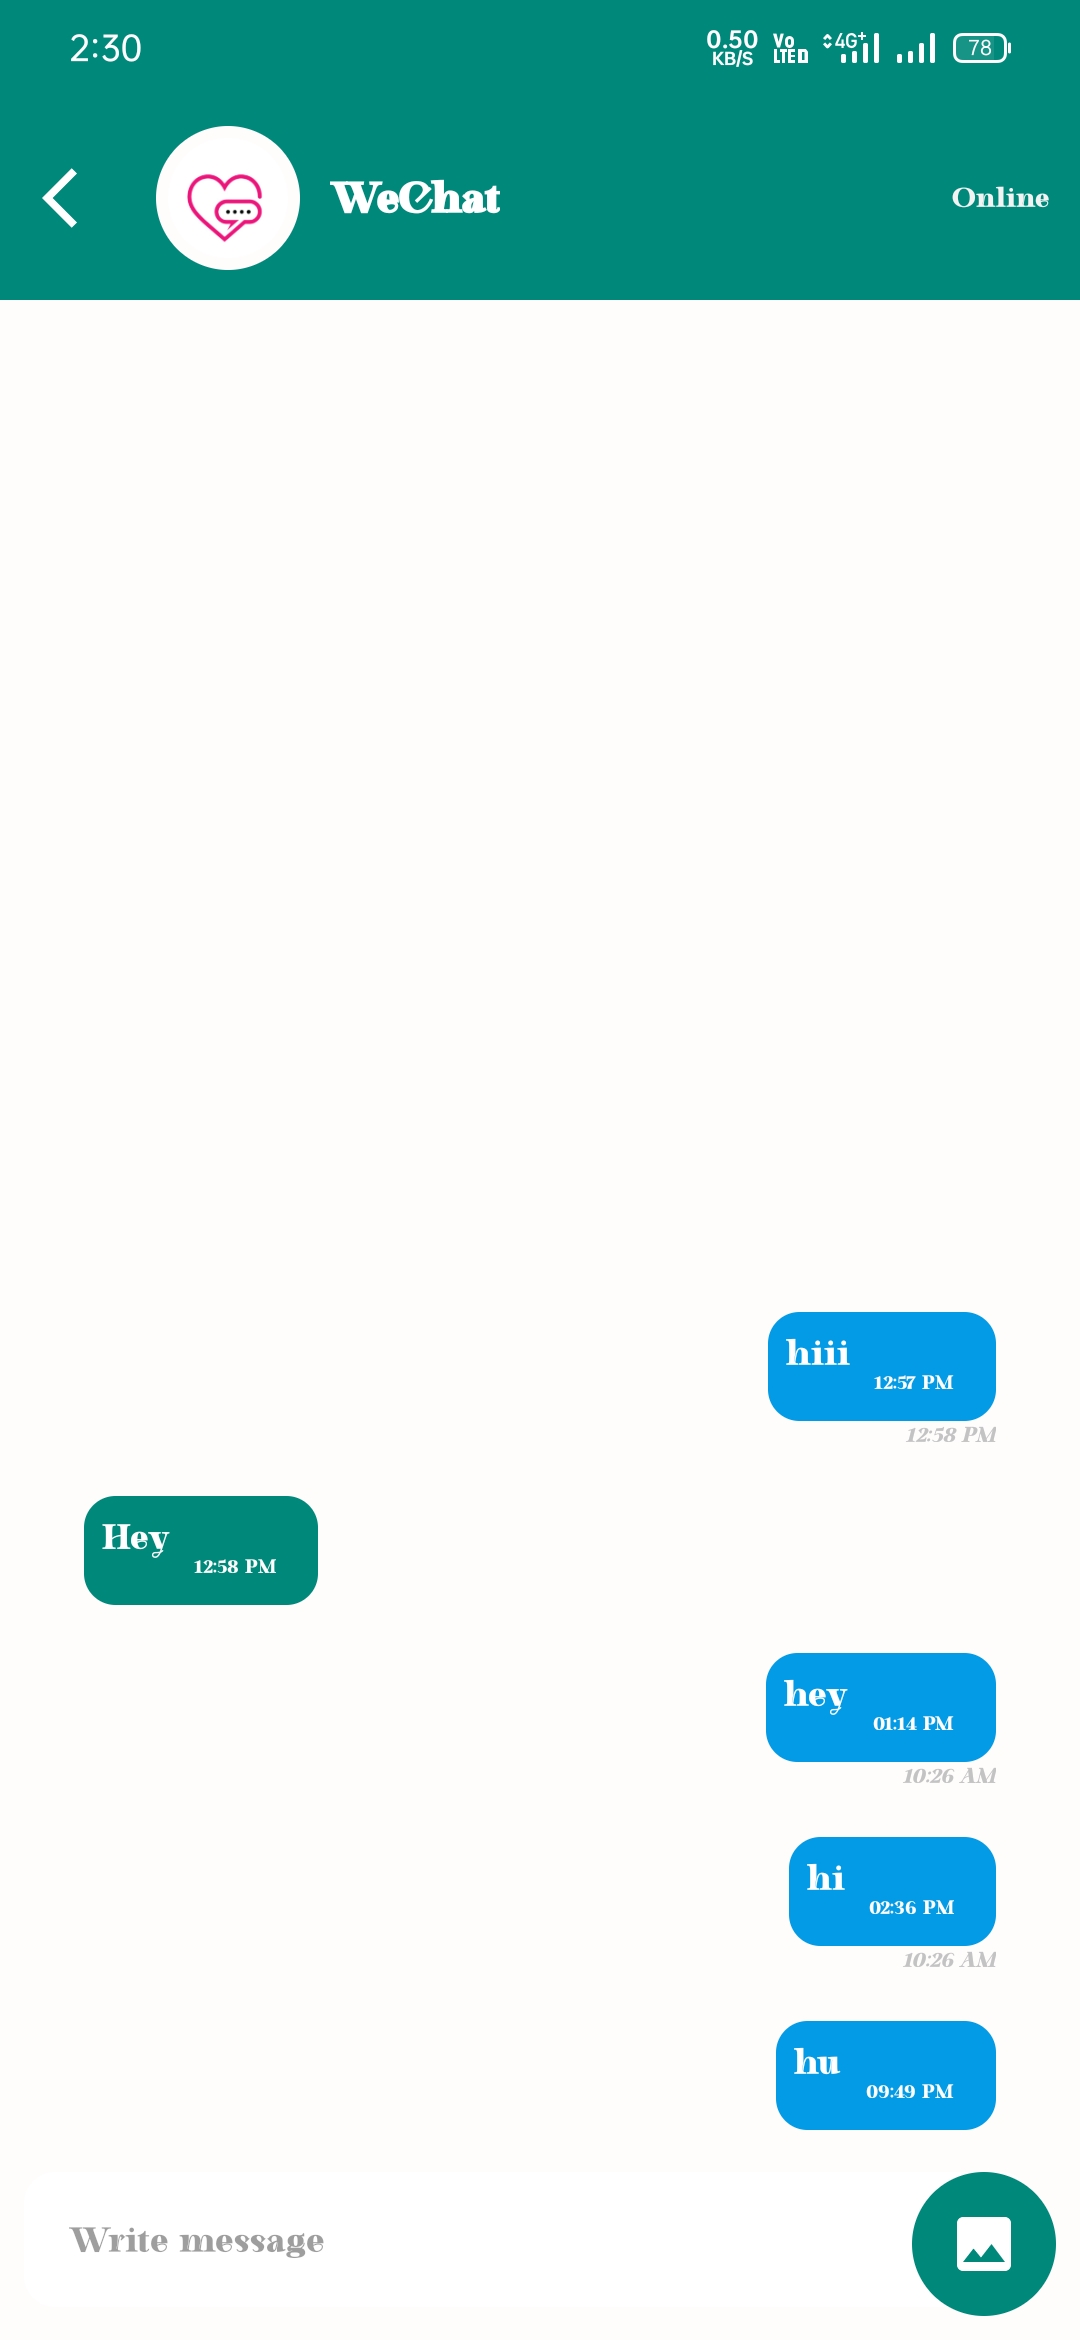 2:30 0.50 KB/S Vo LTE D 4G+ 78
WeChat Online
hiii
12:57 PM
12:58 PM
Hey
12:58 PM
hey
01:14 PM
10:26 AM
hi
02:36 PM
10:26 AM
hu
09:49 PM
Write message